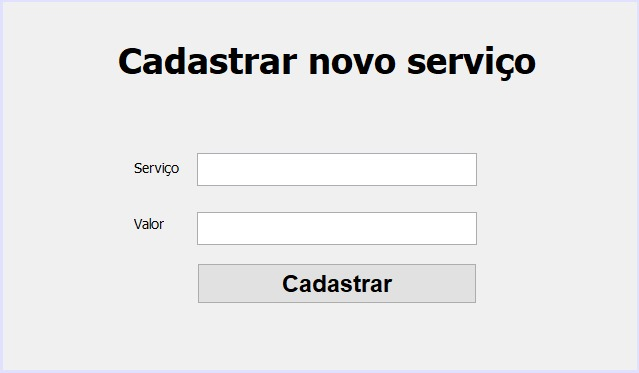 Cadastrar novo serviço
Serviço
Valor
Cadastrar